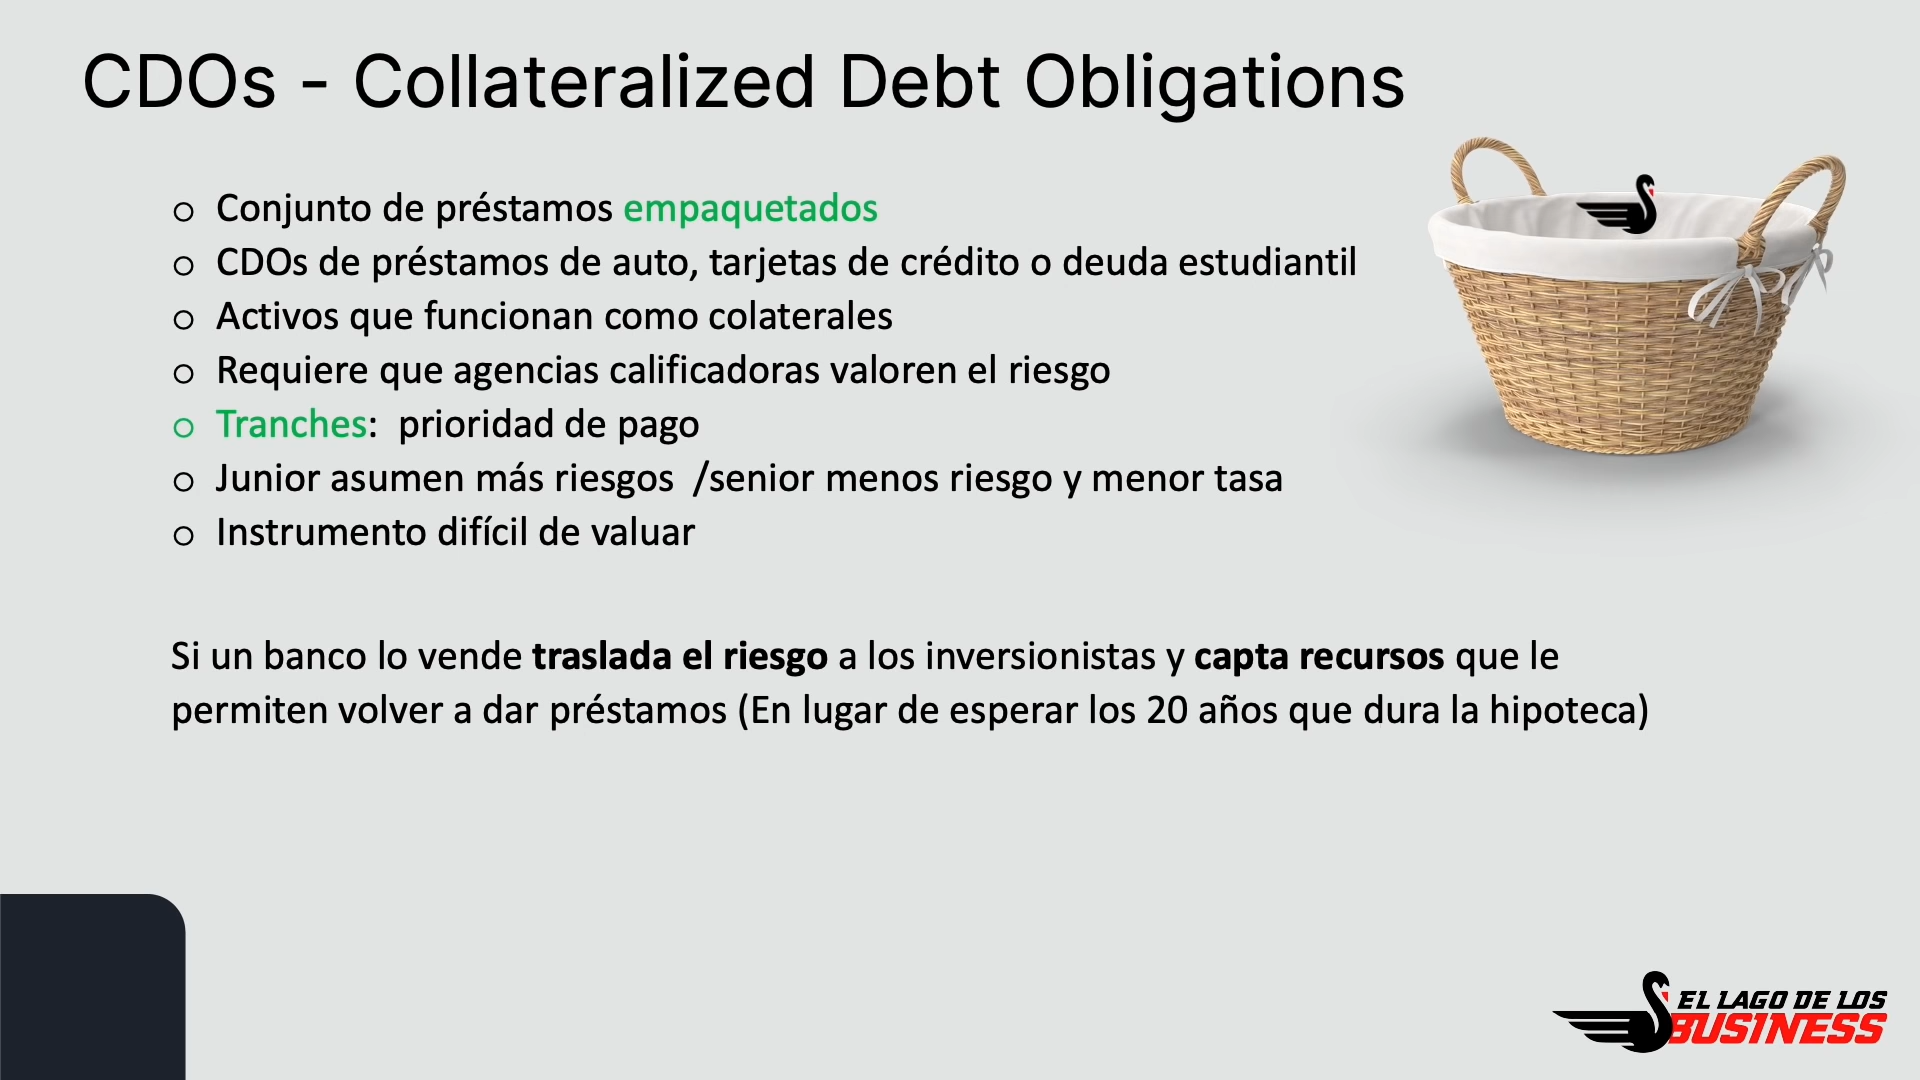 CDOs - Collateralized Debt Obligations
o Conjunto de préstamos empaquetados
o CDOs de préstamos de auto, tarjetas de crédito o deuda estudiantil
o Activos que funcionan como colaterales
o Requiere que agencias calificadoras valoren el riesgo
o Tranches:  prioridad de pago
o Junior asumen más riesgos  /senior menos riesgo y menor tasa
o Instrumento difícil de valuar
Si un banco lo vende traslada el riesgo a los inversionistas y capta recursos que le
permiten volver a dar préstamos (En lugar de esperar los 20 años que dura la hipoteca)
EL LAGO DE LOS
BUSINESS